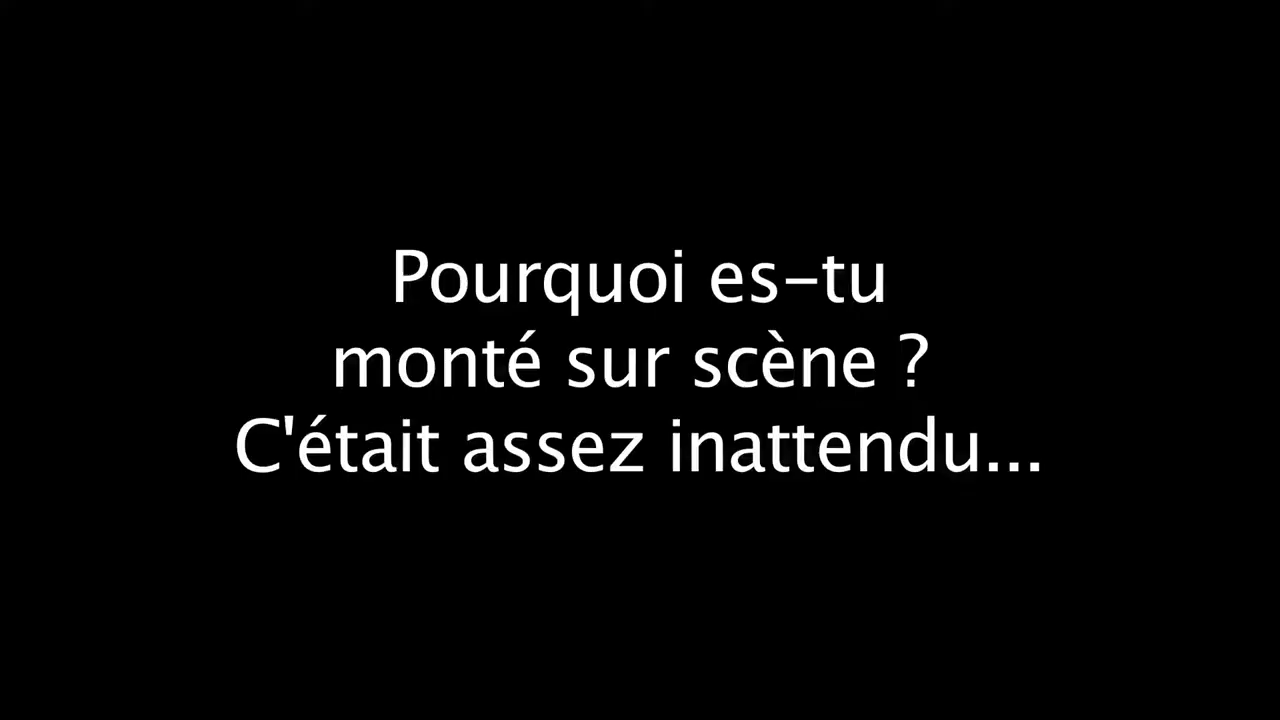 Pourquoi es-tu
monté sur scène ?
C'était assez inattendu...